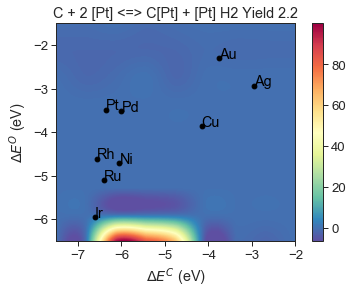 C + 2 [Pt] <=> C[Pt] + [Pt] H2 Yield 2.2
−2
−3
−4
−5
−6
ΔE^O (eV)
Au
Ag
Pt
Pd
Cu
Rh
Ni
Ru
Ir
−7
−6
−5
−4
−3
−2
ΔE^C (eV)
80
60
40
20
0